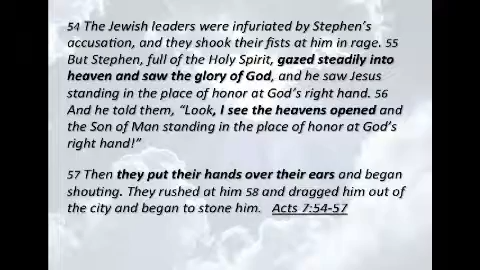 54 The Jewish leaders were infuriated by Stephen's
accusation, and they shook their fists at him in rage. 55
But Stephen, full of the Holy Spirit, gazed steadily into
heaven and saw the glory of God, and he saw Jesus
standing in the place of honor at God's right hand. 56
And he told them, "Look, I see the heavens opened and
the Son of Man standing in the place of honor at God's
right hand!"
57 Then they put their hands over their ears and began
shouting. They rushed at him 58 and dragged him out of
the city and began to stone him. Acts 7:54-57